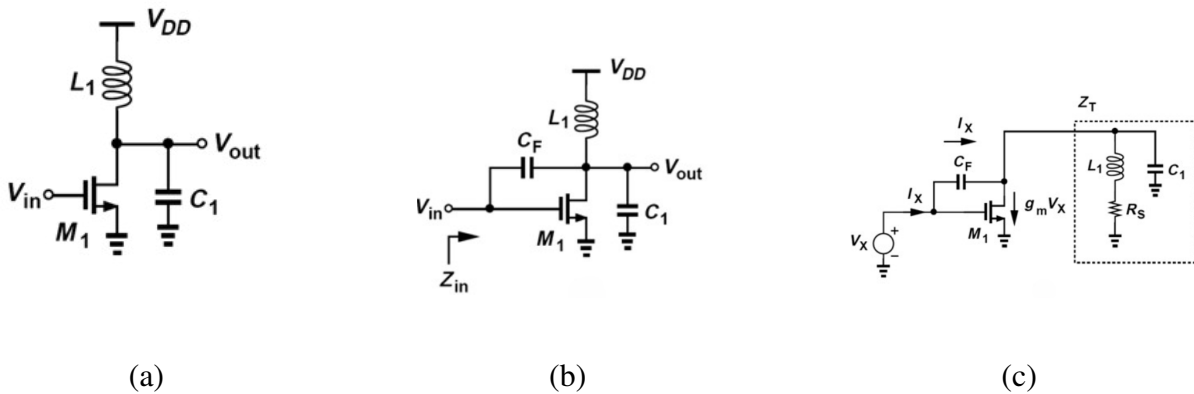 V_DD
L_1
V_out
V_in
C_1
M_1
(a)
V_DD
L_1
C_F
V_out
V_in
C_1
M_1
Z_in
(b)
Z_T
I_X
C_F
L_1
C_1
I_X
g_m V_X
R_S
M_1
V_X
+
−
(c)